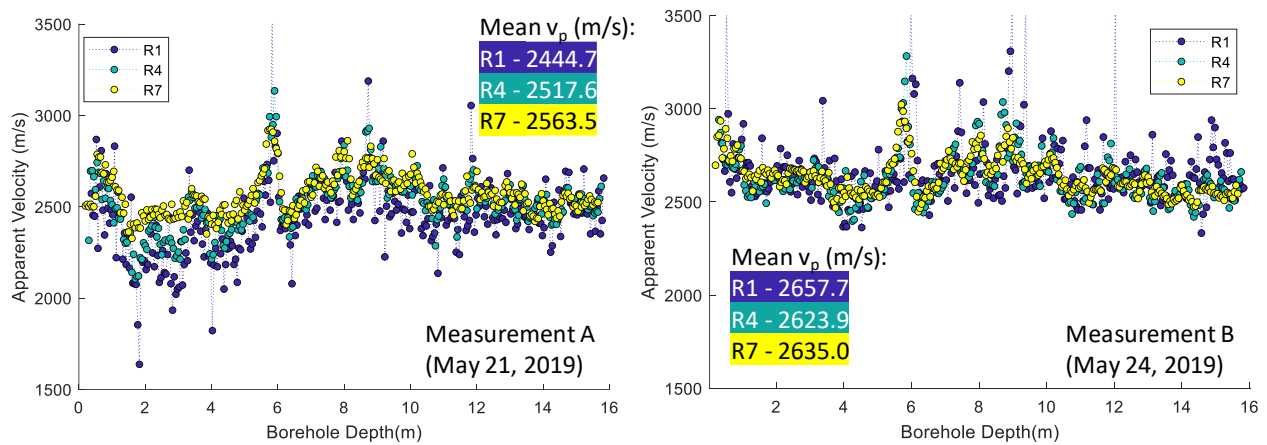 3500
3000
2500
2000
1500
Apparent Velocity (m/s)
R1
R4
R7
Mean vp (m/s):
R1 - 2444.7
R4 - 2517.6
R7 - 2563.5
Measurement A
(May 21, 2019)
0 2 4 6 8 10 12 14 16
Borehole Depth(m)
3500
3000
2500
2000
1500
Apparent Velocity (m/s)
R1
R4
R7
Mean vp (m/s):
R1 - 2657.7
R4 - 2623.9
R7 - 2635.0
Measurement B
(May 24, 2019)
2 4 6 8 10 12 14 16
Borehole Depth(m)